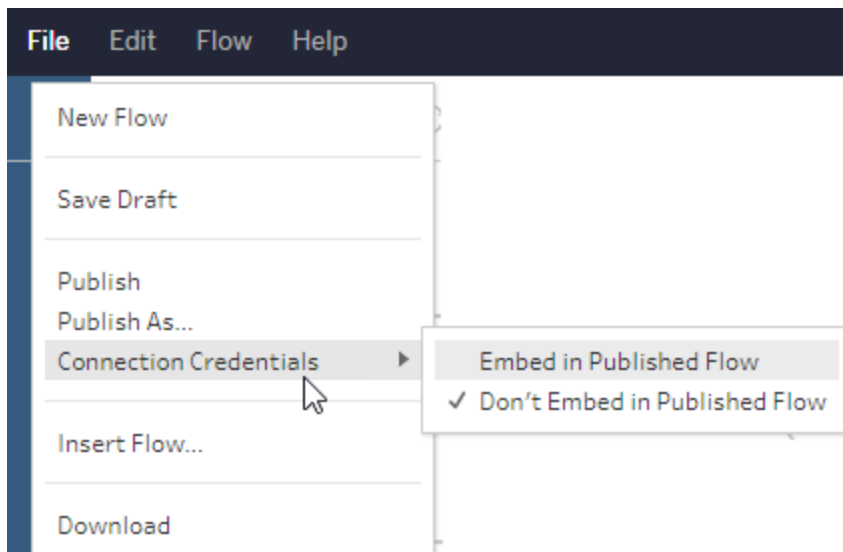 File Edit Flow Help
New Flow
Save Draft
Publish
Publish As...
Connection Credentials
Embed in Published Flow
✓ Don't Embed in Published Flow
Insert Flow...
Download